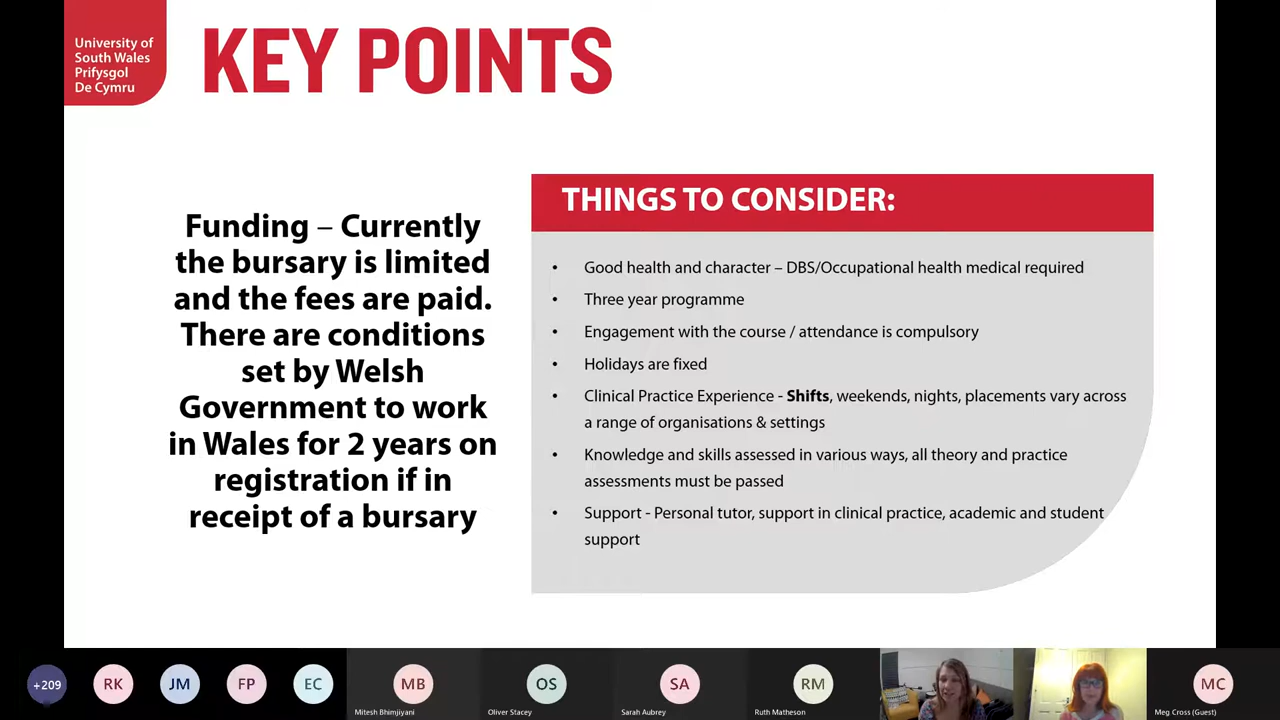 University of
South Wales
Prifysgol
De Cymru
KEY POINTS
Funding – Currently
the bursary is limited
and the fees are paid.
There are conditions
set by Welsh
Government to work
in Wales for 2 years on
registration if in
receipt of a bursary
THINGS TO CONSIDER:
• Good health and character – DBS/Occupational health medical required
• Three year programme
• Engagement with the course / attendance is compulsory
• Holidays are fixed
• Clinical Practice Experience - Shifts, weekends, nights, placements vary across
a range of organisations & settings
• Knowledge and skills assessed in various ways, all theory and practice
assessments must be passed
• Support - Personal tutor, support in clinical practice, academic and student
support
+209
RK
JM
FP
EC
MB
OS
SA
RM
MC
Mitesh Bhimjiyani
Oliver Stacey
Sarah Aubrey
Ruth Matheson
Meg Cross (Guest)